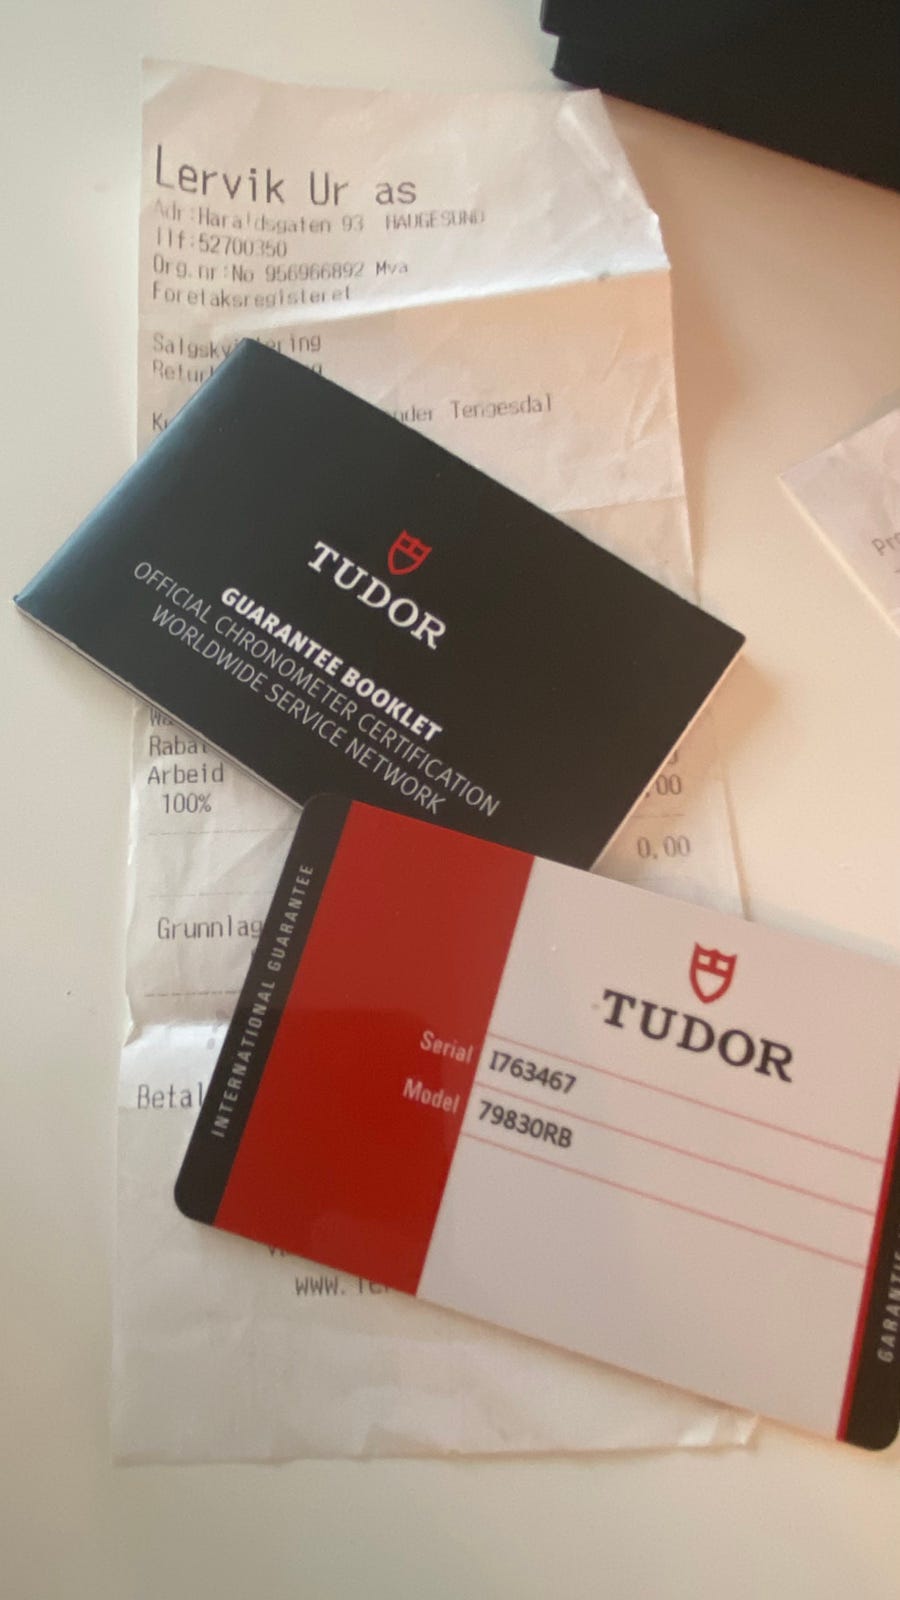 Lervik Ur as
Adr:Haraldsgaten 93 HAUGESUND
Tlf:52700350
Org.nr:No 956966892 Mva
Foretaksregisteret
Salgskvittering
Tengesdal
TUDOR
GUARANTEE BOOKLET
OFFICIAL CHRONOMETER CERTIFICATION
WORLDWIDE SERVICE NETWORK
Rabat
Arbeid
100%
.00
0,00
Grunnlag
Betal
www.
INTERNATIONAL GUARANTEE
TUDOR
Serial I763467
Model 79830RB